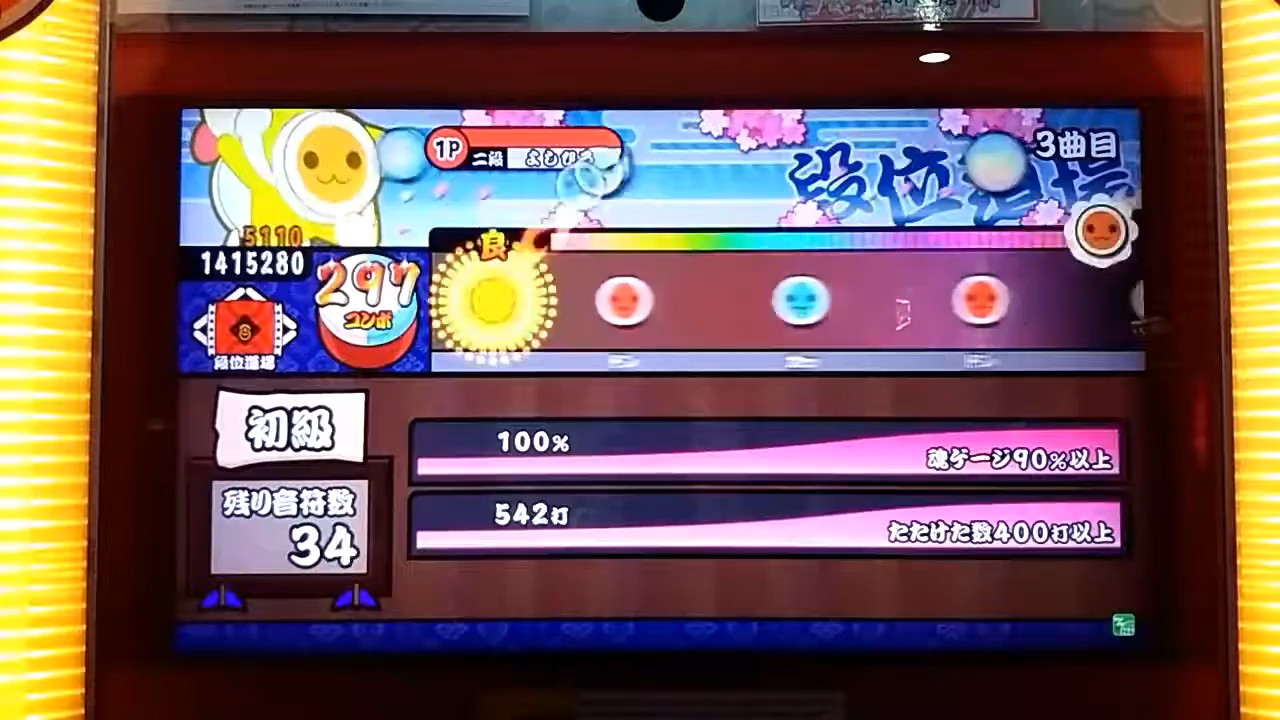 1P
二段
3曲目
段位道場
5110
1415280
良
297
コンボ
段位道場
初級
100%
魂ゲージ90%以上
残り音符数
34
542打
たたけた数400打以上